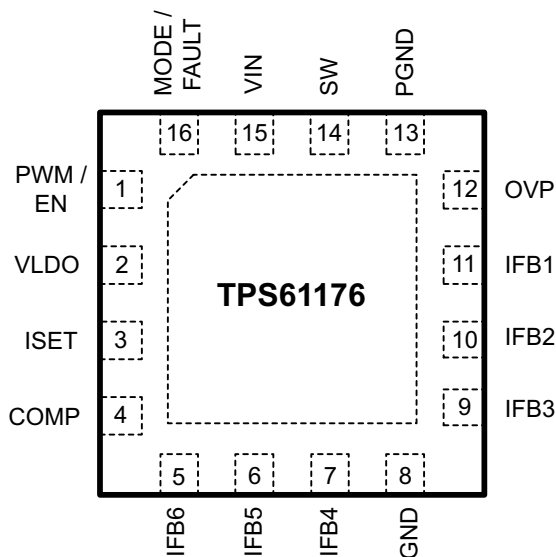 MODE /
FAULT
VIN
SW
PGND
16
15
14
13
PWM /
EN
1
12
OVP
VLDO
2
11
IFB1
TPS61176
ISET
3
10
IFB2
COMP
4
9
IFB3
5
6
7
8
IFB6
IFB5
IFB4
GND